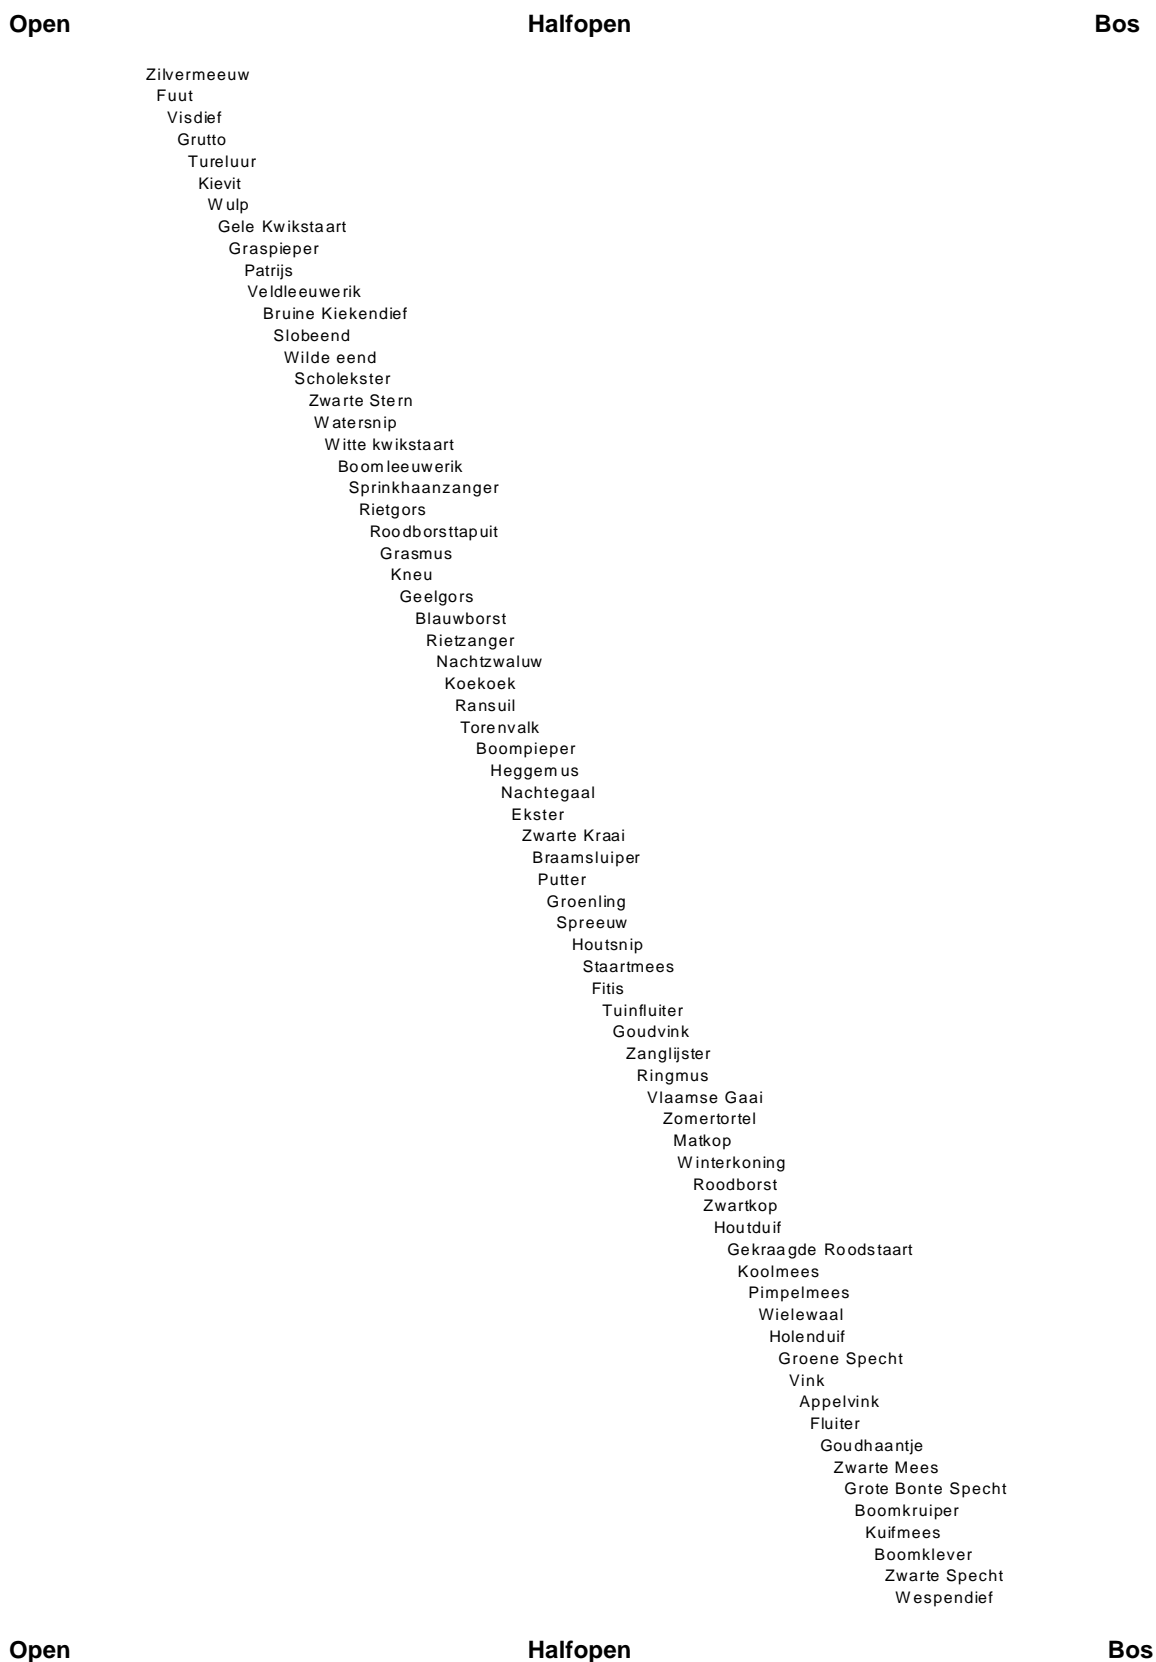 Open Halfopen Bos
Zilvermeeuw
Fuut
Visdief
Grutto
Tureluur
Kievit
Wulp
Gele Kwikstaart
Graspieper
Patrijs
Veldleeuwerik
Bruine Kiekendief
Slobeend
Wilde eend
Scholekster
Zwarte Stern
Watersnip
Witte kwikstaart
Boomleeuwerik
Sprinkhaanzanger
Rietgors
Roodborsttapuit
Grasmus
Kneu
Geelgors
Blauwborst
Rietzanger
Nachtzwaluw
Koekoek
Ransuil
Torenvalk
Boompieper
Heggemus
Nachtegaal
Ekster
Zwarte Kraai
Braamsluiper
Putter
Groenling
Spreeuw
Houtsnip
Staartmees
Fitis
Tuinfluiter
Goudvink
Zanglijster
Ringmus
Vlaamse Gaai
Zomertortel
Matkop
Winterkoning
Roodborst
Zwartkop
Houtduif
Gekraagde Roodstaart
Koolmees
Pimpelmees
Wielewaal
Holenduif
Groene Specht
Vink
Appelvink
Fluiter
Goudhaantje
Zwarte Mees
Grote Bonte Specht
Boomkruiper
Kuifmees
Boomklever
Zwarte Specht
Wespendief
Open Halfopen Bos